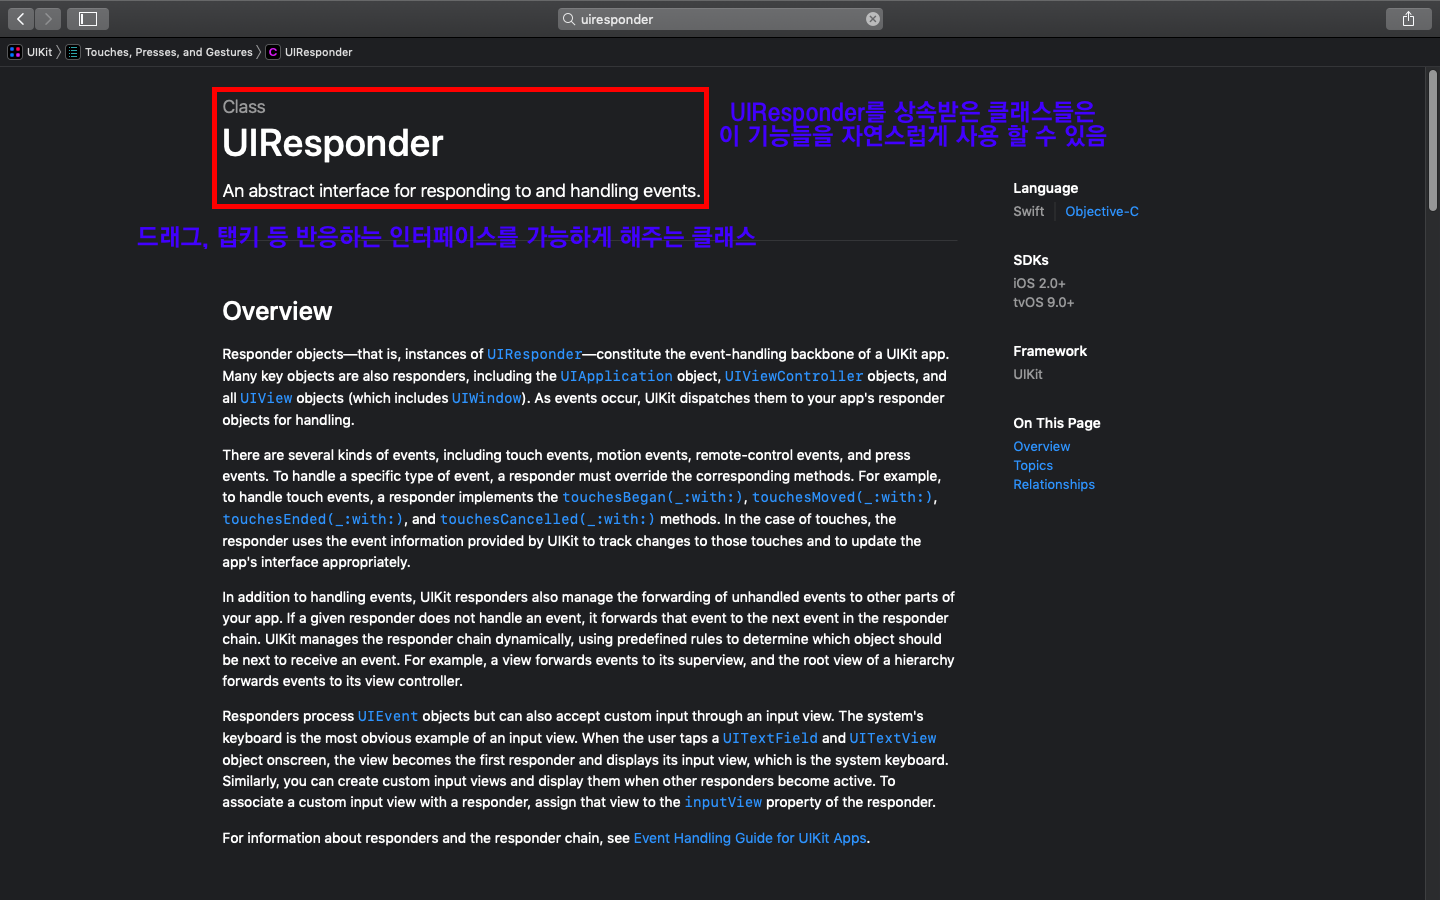 uiresponder
UIKit
Touches, Presses, and Gestures
C
UIResponder
Class
UIResponder
An abstract interface for responding to and handling events.
UIResponder를 상속받은 클래스들은
이 기능들을 자연스럽게 사용 할 수 있음
드래그, 탭키 등 반응하는 인터페이스를 가능하게 해주는 클래스
Language
Swift
Objective-C
SDKs
iOS 2.0+
tvOS 9.0+
Framework
UIKit
On This Page
Overview
Topics
Relationships
Overview
Responder objects—that is, instances of UIResponder—constitute the event-handling backbone of a UIKit app.
Many key objects are also responders, including the UIApplication object, UIViewController objects, and
all UIView objects (which includes UIWindow). As events occur, UIKit dispatches them to your app's responder
objects for handling.
There are several kinds of events, including touch events, motion events, remote-control events, and press
events. To handle a specific type of event, a responder must override the corresponding methods. For example,
to handle touch events, a responder implements the touchesBegan(_:with:), touchesMoved(_:with:),
touchesEnded(_:with:), and touchesCancelled(_:with:) methods. In the case of touches, the
responder uses the event information provided by UIKit to track changes to those touches and to update the
app's interface appropriately.
In addition to handling events, UIKit responders also manage the forwarding of unhandled events to other parts of
your app. If a given responder does not handle an event, it forwards that event to the next event in the responder
chain. UIKit manages the responder chain dynamically, using predefined rules to determine which object should
be next to receive an event. For example, a view forwards events to its superview, and the root view of a hierarchy
forwards events to its view controller.
Responders process UIEvent objects but can also accept custom input through an input view. The system's
keyboard is the most obvious example of an input view. When the user taps a UITextField and UITextView
object onscreen, the view becomes the first responder and displays its input view, which is the system keyboard.
Similarly, you can create custom input views and display them when other responders become active. To
associate a custom input view with a responder, assign that view to the inputView property of the responder.
For information about responders and the responder chain, see Event Handling Guide for UIKit Apps.